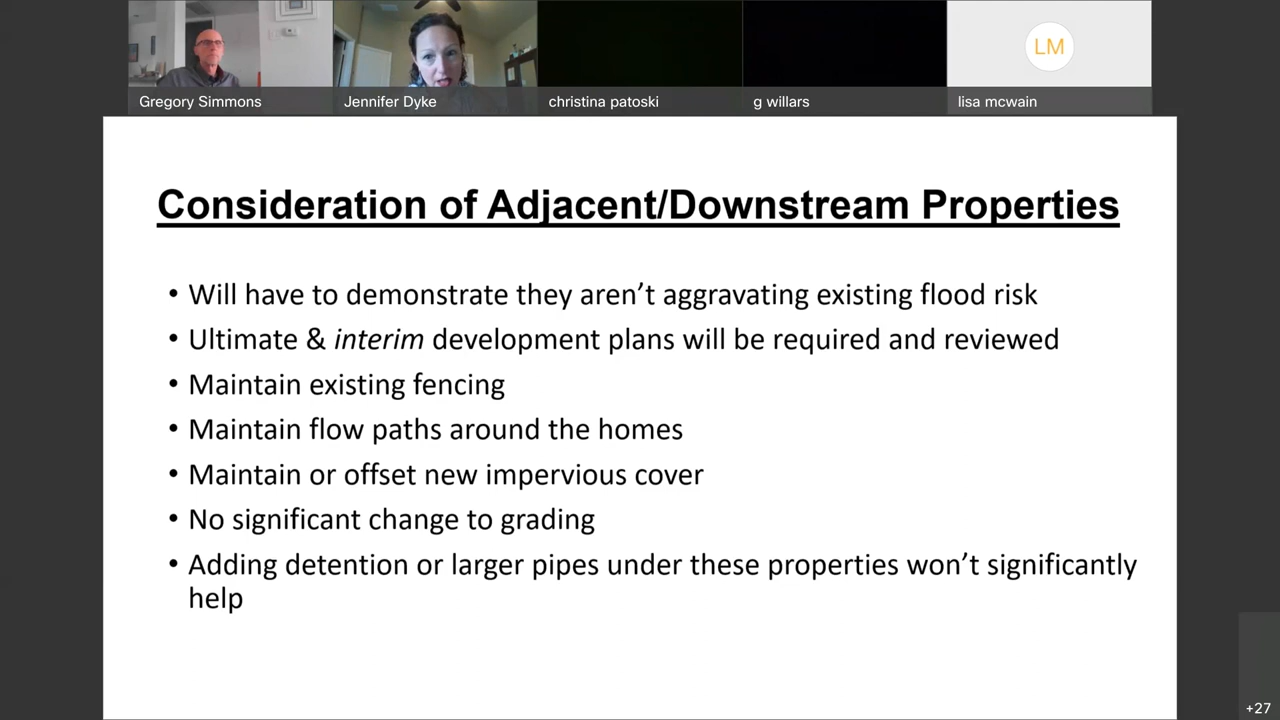 LM
Gregory Simmons
Jennifer Dyke
christina patoski
g willars
lisa mcwain
Consideration of Adjacent/Downstream Properties
• Will have to demonstrate they aren’t aggravating existing flood risk
• Ultimate & interim development plans will be required and reviewed
• Maintain existing fencing
• Maintain flow paths around the homes
• Maintain or offset new impervious cover
• No significant change to grading
• Adding detention or larger pipes under these properties won’t significantly
help
+27